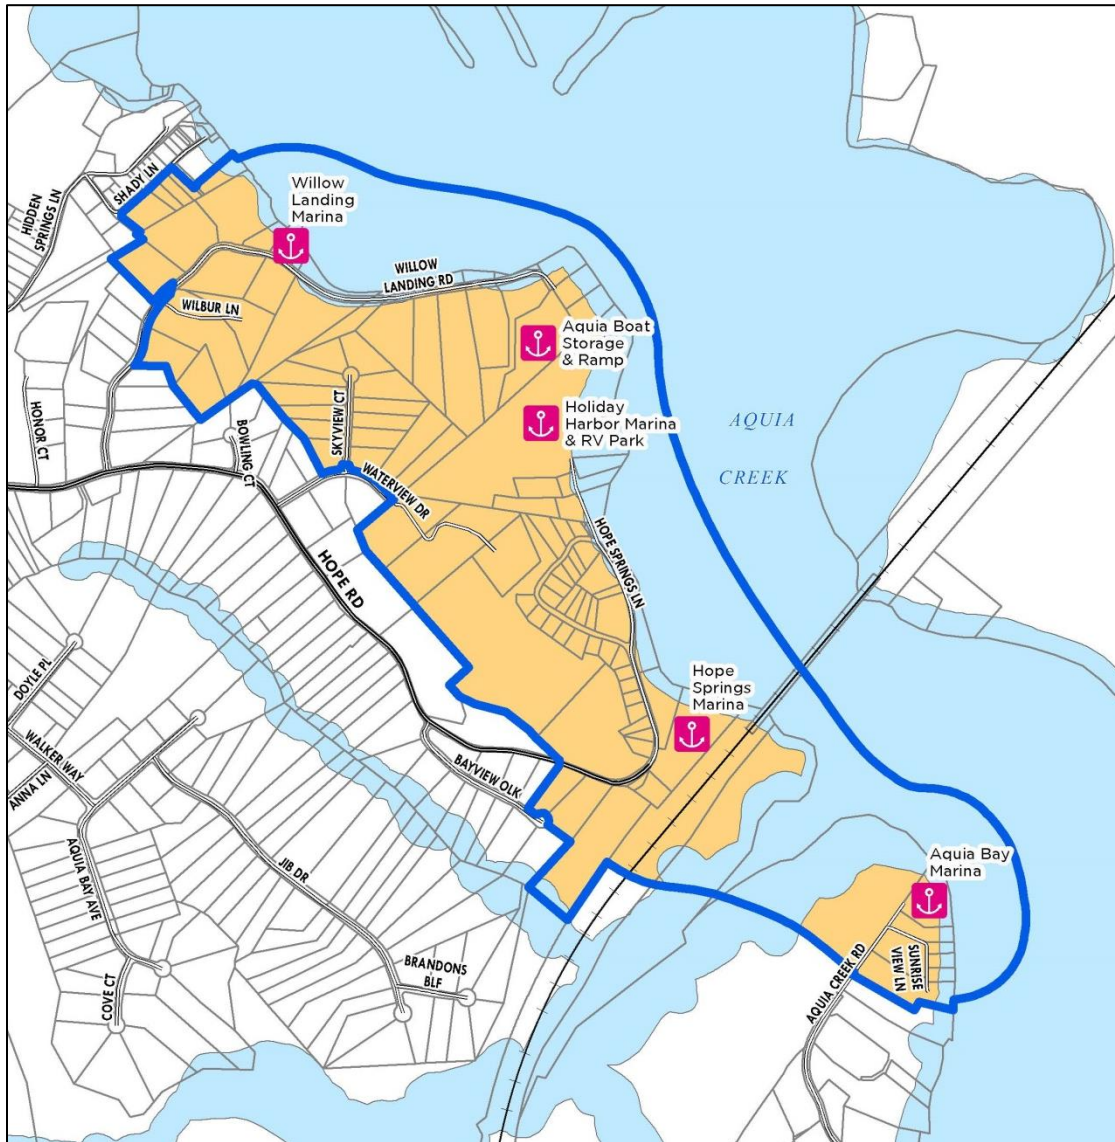 SHADY LN
HIDDEN
SPRINGS LN
Willow
Landing
Marina
WILLOW
LANDING RD
WILBUR LN
Aquia Boat
Storage
& Ramp
HONOR CT
BOWLING CT
SKYVIEW CT
Holiday
Harbor Marina
& RV Park
AQUIA
CREEK
WATERVIEW DR
HOPE RD
HOPE SPRINGS LN
DOYLE PL
WALKER WAY
ANNA LN
Hope
Springs
Marina
BAYVIEW OLK
AQUIA BAY AVE
JIB DR
Aquia Bay
Marina
AQUIA CREEK RD
SUNRISE
VIEW LN
BRANDONS
BLF
COVE CT